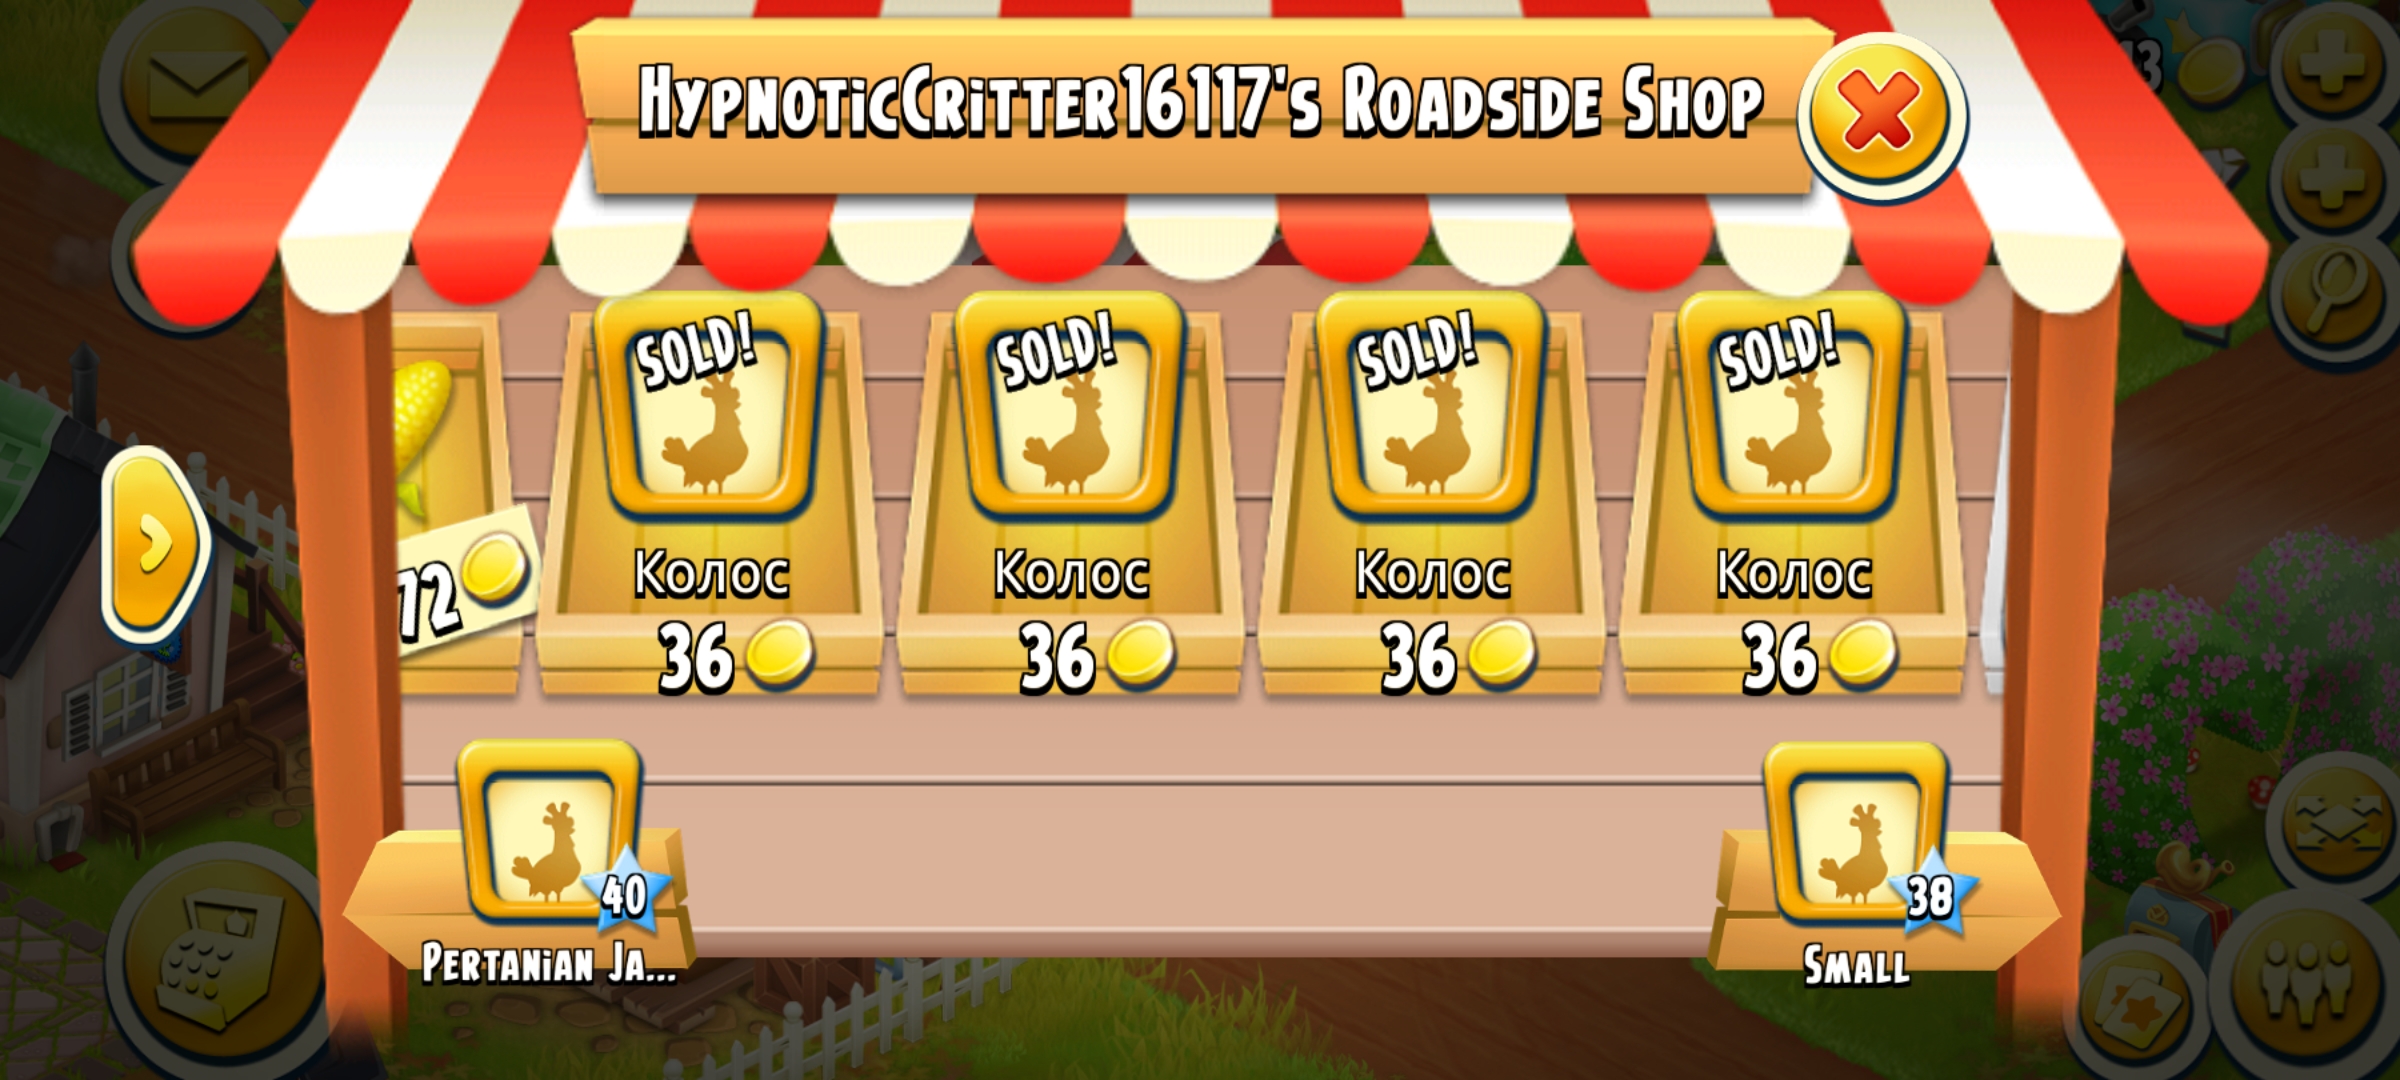 HypnoticCritter16117's Roadside Shop
SOLD! SOLD! SOLD! SOLD!
Колос Колос Колос Колос
72 36 36 36 36
40 38
Pertanian Ja... Small